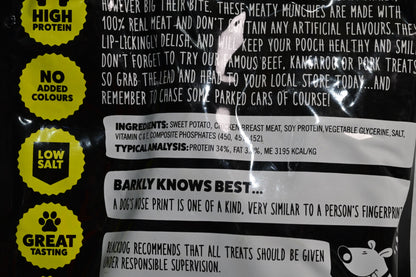 HIGH
PROTEIN
NO
ADDED
COLOURS
LOW
SALT
GREAT
TASTING
HOWEVER BIG THEIR BITE, THESE MEATY MUNCHIES ARE MADE WITH
100% REAL MEAT AND DON'T CONTAIN ANY ARTIFICIAL FLAVOURS. THEY
LIP-LICKINGLY DELISH, AND WILL KEEP YOUR POOCH HEALTHY AND SMIL
DON'T FORGET TO TRY OUR FAMOUS BEEF, KANGAROO OR PORK TREATS
SO GRAB THE LEAD AND HEAD TO YOUR LOCAL STORE TODAY...AND
REMEMBER TO CHASE SOME PARKED CARS OF COURSE!
INGREDIENTS: SWEET POTATO, CHICKEN BREAST MEAT, SOY PROTEIN, VEGETABLE GLYCERINE, SALT,
VITAMIN C & E, COMPOSITE PHOSPHATES (450, 451, 452)
TYPICAL ANALYSIS: PROTEIN 34%, FAT %, ME 3195 KCAL/KG
BARKLY KNOWS BEST...
A DOG'S NOSE PRINT IS ONE OF A KIND, VERY SIMILAR TO A PERSON'S FINGERPRINT
BLACKDOG RECOMMENDS THAT ALL TREATS SHOULD BE GIVEN
UNDER RESPONSIBLE SUPERVISION.